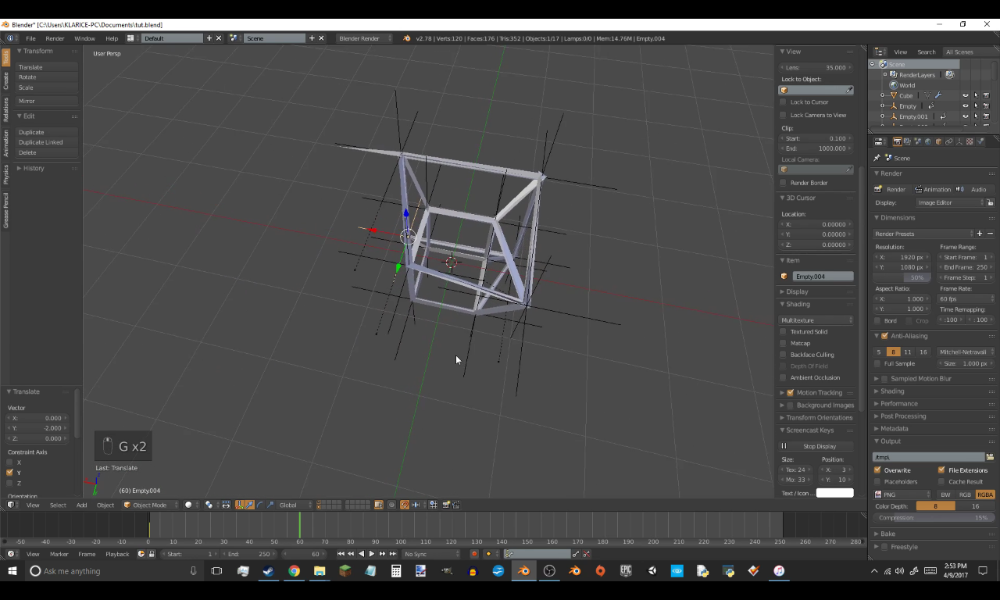 Blender* [C:\Users\KLARICE-PC\Documents\tut.blend]
File Render Window Help Default Scene Blender Render v2.78 | Verts:120 | Faces:176 | Tris:352 | Objects:1/17 | Lamps:0/0 | Mem:14.76M | Empty.004
Tools
Create
Relations
Animation
Physics
Grease Pencil
Transform
Translate
Rotate
Scale
Mirror
Edit
Duplicate
Duplicate Linked
Delete
History
Translate
Vector
X: 0.000
Y: -2.000
Z: 0.000
Constraint Axis
X
Y
Z
Orientation
User Persp
G x2
Last: Translate
(60) Empty.004
View
Lens: 35.000
Lock to Object:
Lock to Cursor
Lock Camera to View
Clip:
Start: 0.100
End: 1000.000
Local Camera:
Render Border
3D Cursor
Location:
X: 0.00000
Y: 0.00000
Z: 0.00000
Item
Empty.004
Display
Shading
Multitexture
Textured Solid
Matcap
Backface Culling
Depth Of Field
Ambient Occlusion
Motion Tracking
Background Images
Transform Orientations
Screencast Keys
Stop Display
Size: Position:
Tex: 24 X: 3
Mo: 33 Y: 10
Text / Icon ...
View Search All Scenes
Scene
RenderLayers
World
Cube
Empty
Empty.001
Scene
Render
Render Animation Audio
Display: Image Editor
Dimensions
Render Presets
Resolution: Frame Range:
X: 1920 px Start Frame: 1
Y: 1080 px End Frame: 250
50% Frame Step: 1
Aspect Ratio: Frame Rate:
X: 1.000 60 fps
Y: 1.000 Time Remapping:
Bord Crop :100 : 100
Anti-Aliasing
5 8 11 16 Mitchell-Netravali
Full Sample Size: 1.000 px
Sampled Motion Blur
Shading
Performance
Post Processing
Metadata
Output
/tmp\
Overwrite File Extensions
Placeholders Cache Result
PNG BW RGB RGBA
Color Depth: 8 16
Compression: 15%
Bake
Freestyle
View Select Add Object Object Mode Global
-50 -40 -30 -20 -10 0 10 20 30 40 50 60 70 80 90 100 110 120 130 140 150 160 170 180 190 200 210 220 230 240 250 260 270 280
View Marker Frame Playback Start: 1 End: 250 60 No Sync
Ask me anything
EPIC
2:53 PM
4/9/2017